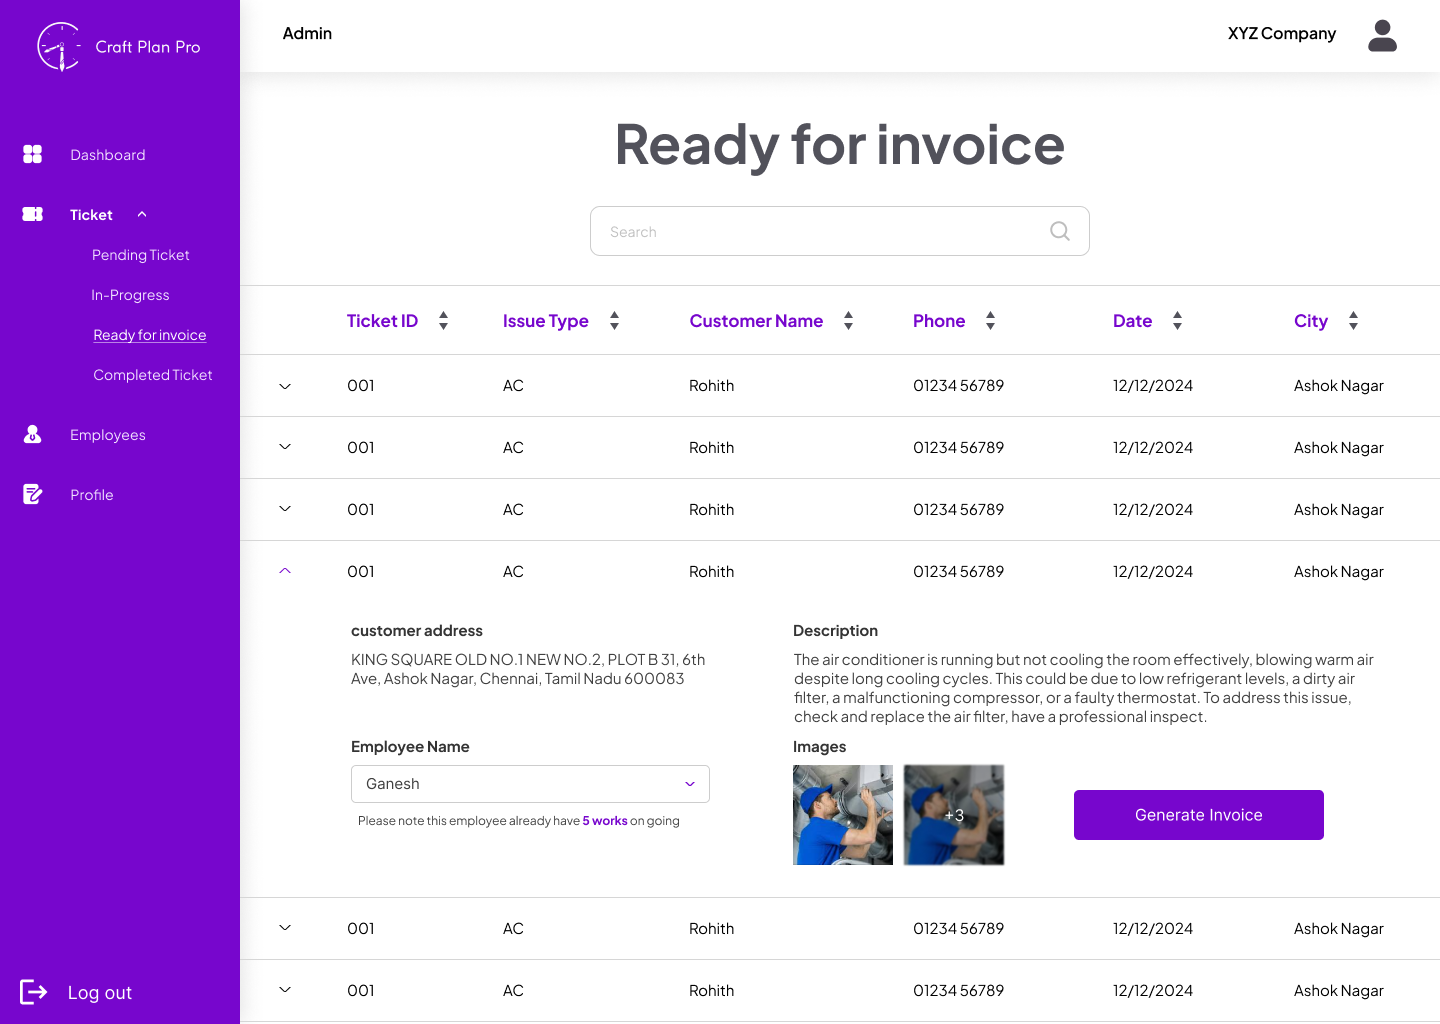 Craft Plan Pro
Admin
XYZ Company
Dashboard
Ticket
Pending Ticket
In-Progress
Ready for invoice
Completed Ticket
Employees
Profile
Log out
Ready for invoice
Search
Ticket ID Issue Type Customer Name Phone Date City
001 AC Rohith 01234 56789 12/12/2024 Ashok Nagar
001 AC Rohith 01234 56789 12/12/2024 Ashok Nagar
001 AC Rohith 01234 56789 12/12/2024 Ashok Nagar
001 AC Rohith 01234 56789 12/12/2024 Ashok Nagar
customer address
KING SQUARE OLD NO.1 NEW NO.2, PLOT B 31, 6th
Ave, Ashok Nagar, Chennai, Tamil Nadu 600083
Description
The air conditioner is running but not cooling the room effectively, blowing warm air
despite long cooling cycles. This could be due to low refrigerant levels, a dirty air
filter, a malfunctioning compressor, or a faulty thermostat. To address this issue,
check and replace the air filter, have a professional inspect.
Employee Name
Ganesh
Please note this employee already have 5 works on going
Images
+3
Generate Invoice
001 AC Rohith 01234 56789 12/12/2024 Ashok Nagar
001 AC Rohith 01234 56789 12/12/2024 Ashok Nagar